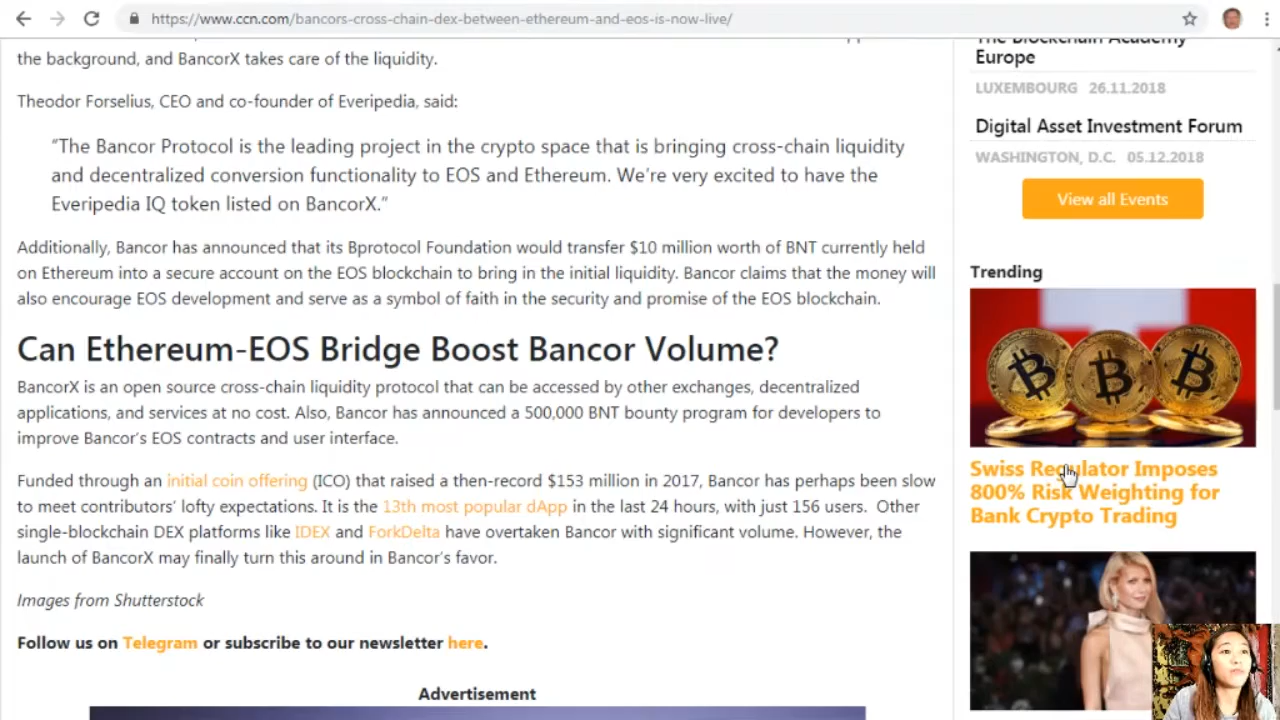 https://www.ccn.com/bancors-cross-chain-dex-between-ethereum-and-eos-is-now-live/
the background, and BancorX takes care of the liquidity.
Theodor Forselius, CEO and co-founder of Everipedia, said:
“The Bancor Protocol is the leading project in the crypto space that is bringing cross-chain liquidity
and decentralized conversion functionality to EOS and Ethereum. We’re very excited to have the
Everipedia IQ token listed on BancorX.”
Additionally, Bancor has announced that its Bprotocol Foundation would transfer $10 million worth of BNT currently held
on Ethereum into a secure account on the EOS blockchain to bring in the initial liquidity. Bancor claims that the money will
also encourage EOS development and serve as a symbol of faith in the security and promise of the EOS blockchain.
Can Ethereum-EOS Bridge Boost Bancor Volume?
BancorX is an open source cross-chain liquidity protocol that can be accessed by other exchanges, decentralized
applications, and services at no cost. Also, Bancor has announced a 500,000 BNT bounty program for developers to
improve Bancor’s EOS contracts and user interface.
Funded through an initial coin offering (ICO) that raised a then-record $153 million in 2017, Bancor has perhaps been slow
to meet contributors’ lofty expectations. It is the 13th most popular dApp in the last 24 hours, with just 156 users. Other
single-blockchain DEX platforms like IDEX and ForkDelta have overtaken Bancor with significant volume. However, the
launch of BancorX may finally turn this around in Bancor’s favor.
Images from Shutterstock
Follow us on Telegram or subscribe to our newsletter here.
Advertisement
The Blockchain Academy
Europe
LUXEMBOURG 26.11.2018
Digital Asset Investment Forum
WASHINGTON, D.C. 05.12.2018
View all Events
Trending
Swiss Regulator Imposes
800% Risk Weighting for
Bank Crypto Trading